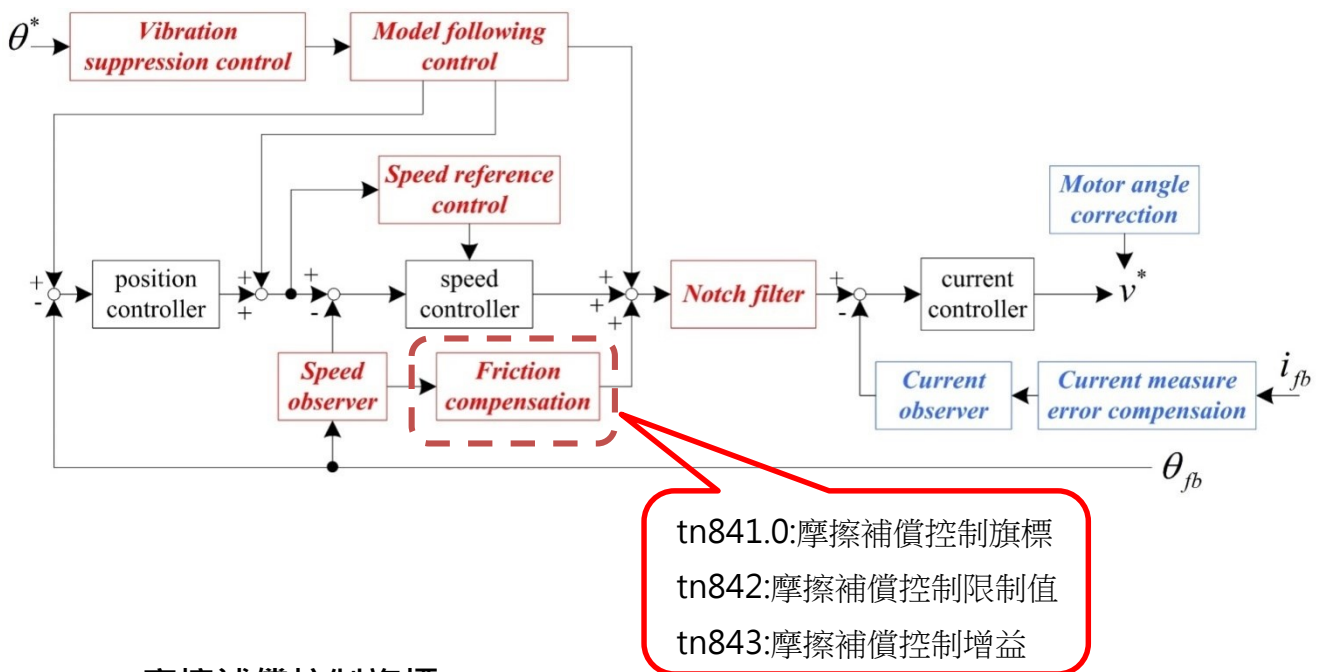 θ*
Vibration
suppression control
Model following
control
Speed reference
control
Motor angle
correction
+
-
position
controller
+
+
+
-
speed
controller
+
+
+
Notch filter
+
-
current
controller
v*
Speed
observer
Friction
compensation
Current
observer
Current measure
error compensaion
i_fb
θ_fb
tn841.0:摩擦補償控制旗標
tn842:摩擦補償控制限制值
tn843:摩擦補償控制增益